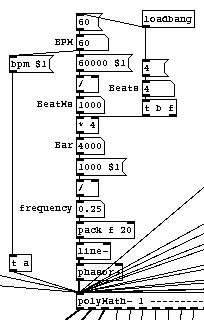 60
loadbang
BPM 60
bpm $1
60000 $1
4
/
Beats 4
BeatMs 1000
t b f
* 4
Bar 4000
1000 $1
/
frequency 0.25
pack f 20
line~
t a
phasor~
polyMath~ 1